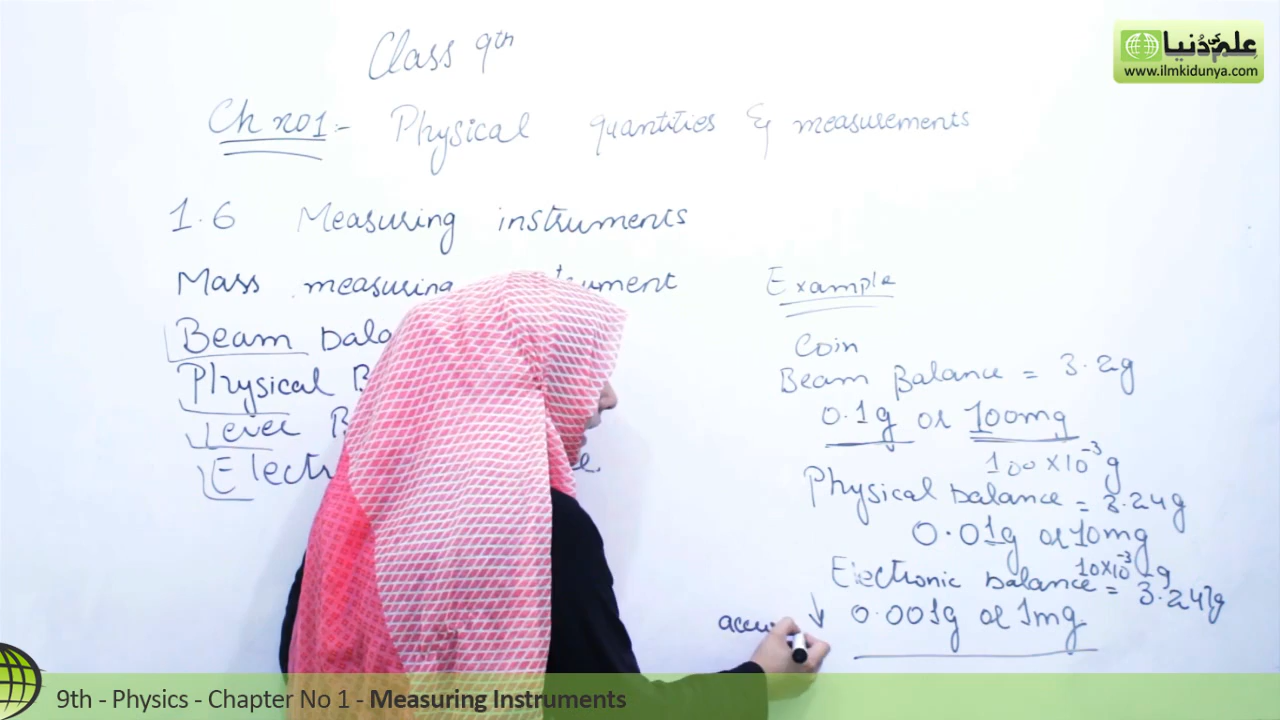 علم کی دُنیا
www.ilmkidunya.com
Class 9th
Ch no1:- Physical quantities & measurements
1.6 Measuring instruments
Mass measuring
Beam
Physical
Example
Coin
Beam Balance = 3.2g
0.1g or 100mg
100×10⁻³g
Physical balance = 3.24g
0.01g or 10mg
10×10⁻³g
Electronic balance = 3.247g
0.001g or 1mg
9th - Physics - Chapter No 1 - Measuring Instruments